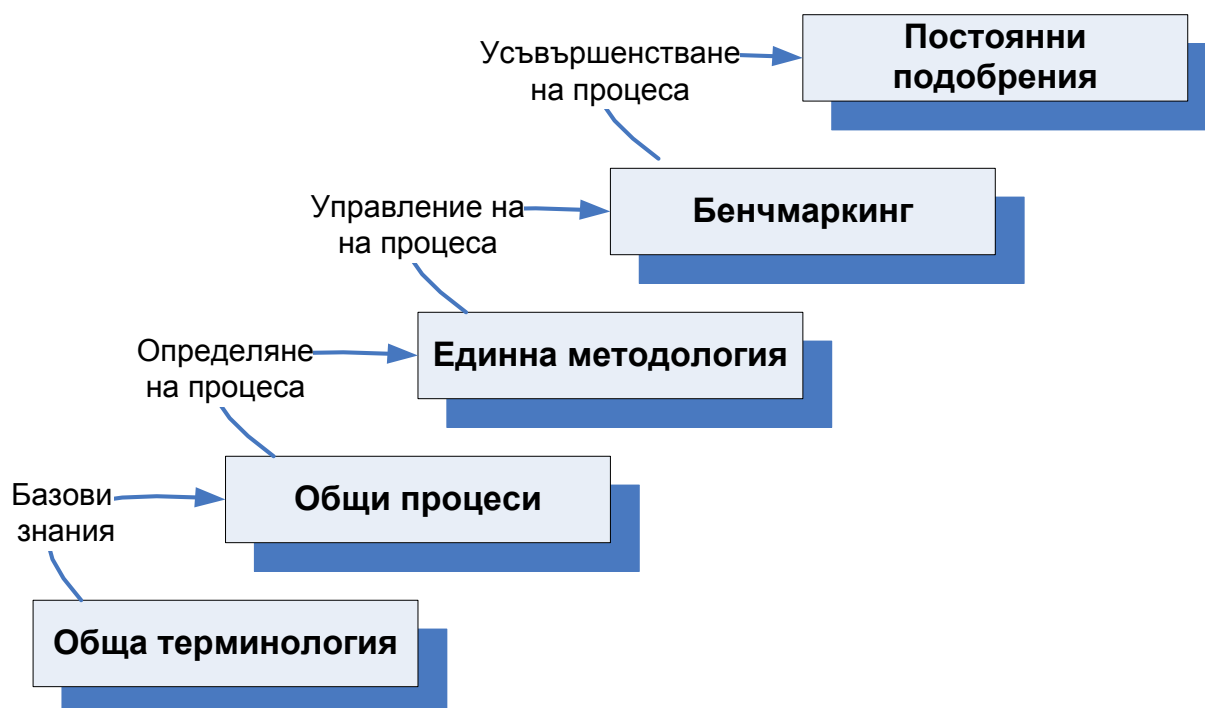 Постоянни
подобрения
Усъвършенстване
на процеса
Бенчмаркинг
Управление на
на процеса
Единна методология
Определяне
на процеса
Общи процеси
Базови
знания
Обща терминология